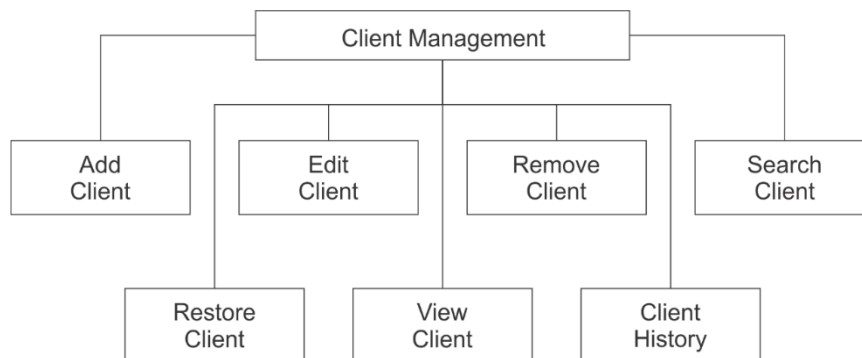 Client Management
Add
Client
Edit
Client
Remove
Client
Search
Client
Restore
Client
View
Client
Client
History